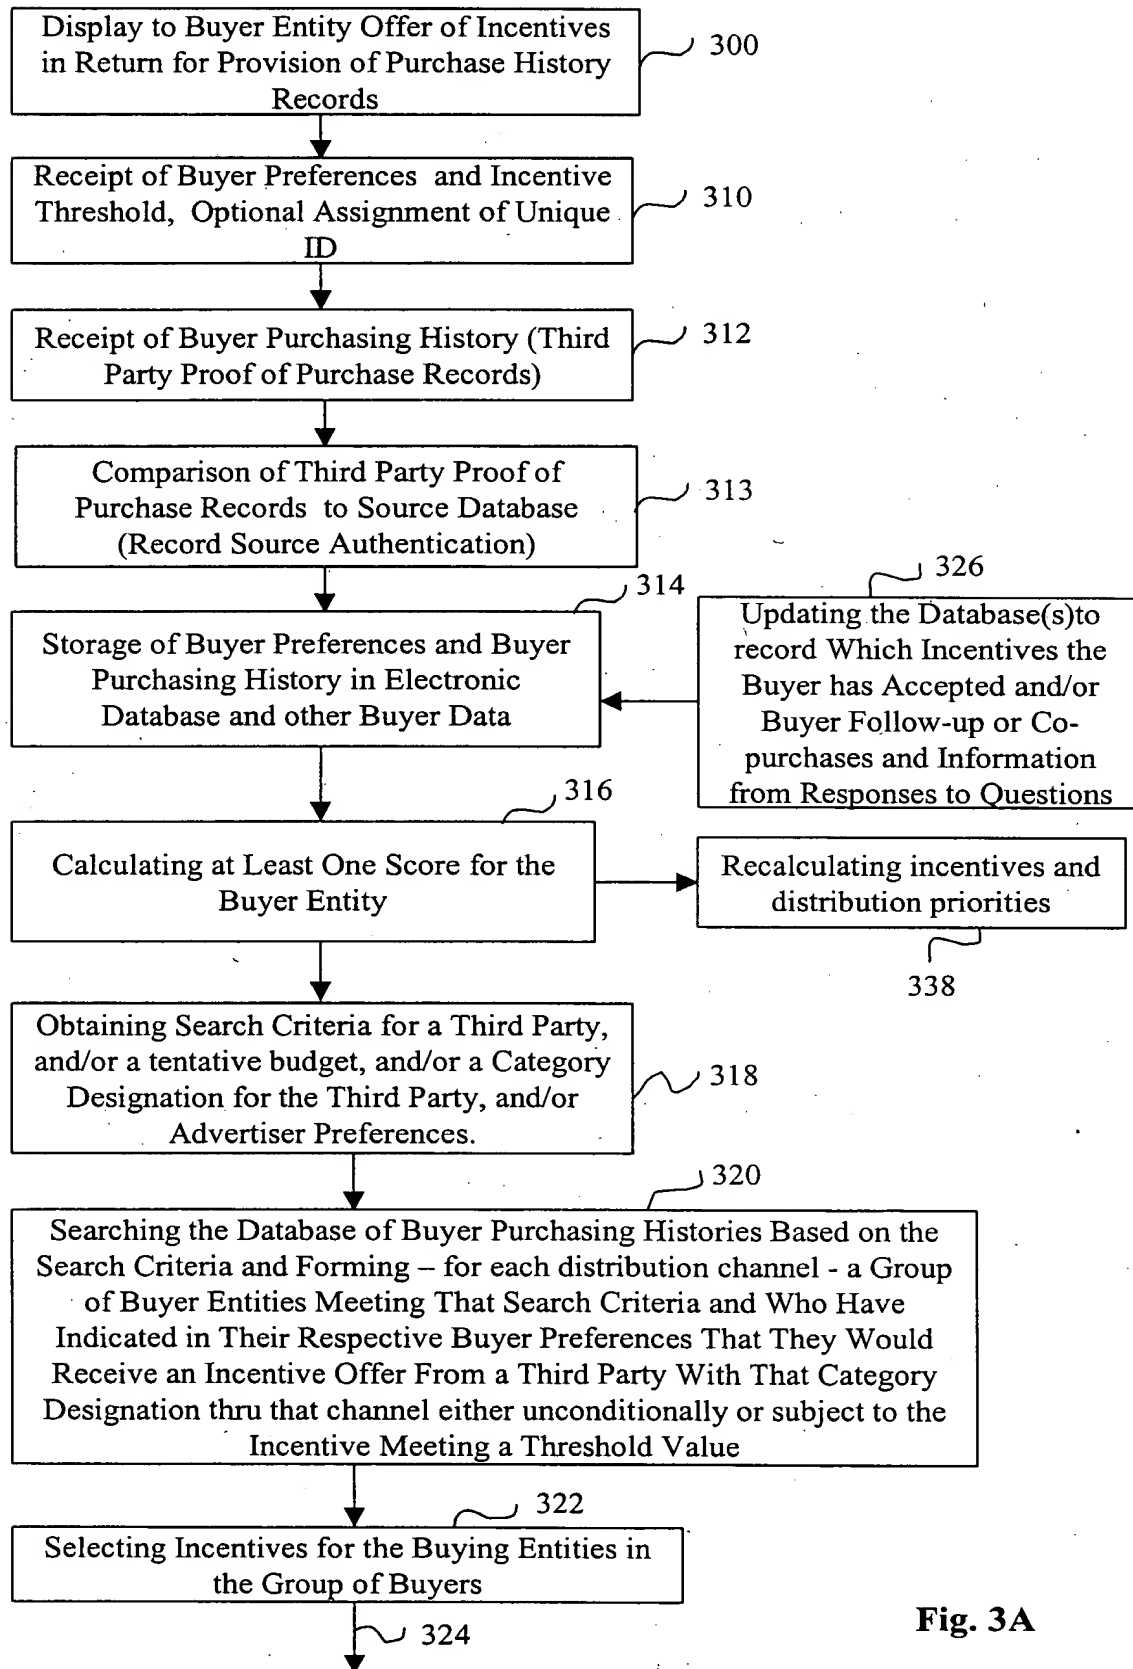 Display to Buyer Entity Offer of Incentives
in Return for Provision of Purchase History
Records
300
Receipt of Buyer Preferences and Incentive
Threshold, Optional Assignment of Unique
ID
310
Receipt of Buyer Purchasing History (Third
Party Proof of Purchase Records)
312
Comparison of Third Party Proof of
Purchase Records to Source Database
(Record Source Authentication)
313
314
Storage of Buyer Preferences and Buyer
Purchasing History in Electronic
Database and other Buyer Data
326
Updating the Database(s)to
record Which Incentives the
Buyer has Accepted and/or
Buyer Follow-up or Co-
purchases and Information
from Responses to Questions
316
Calculating at Least One Score for the
Buyer Entity
Recalculating incentives and
distribution priorities
338
Obtaining Search Criteria for a Third Party,
and/or a tentative budget, and/or a Category
Designation for the Third Party, and/or
Advertiser Preferences.
318
320
Searching the Database of Buyer Purchasing Histories Based on the
Search Criteria and Forming – for each distribution channel - a Group
of Buyer Entities Meeting That Search Criteria and Who Have
Indicated in Their Respective Buyer Preferences That They Would
Receive an Incentive Offer From a Third Party With That Category
Designation thru that channel either unconditionally or subject to the
Incentive Meeting a Threshold Value
322
Selecting Incentives for the Buying Entities in
the Group of Buyers
324
Fig. 3A